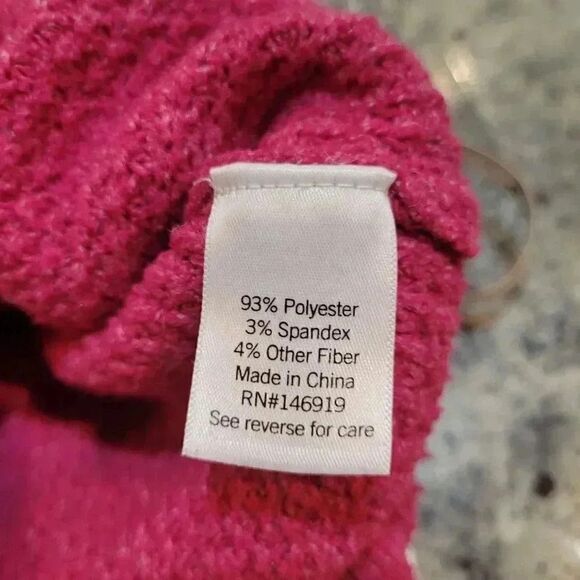 93% Polyester
3% Spandex
4% Other Fiber
Made in China
RN#146919
See reverse for care